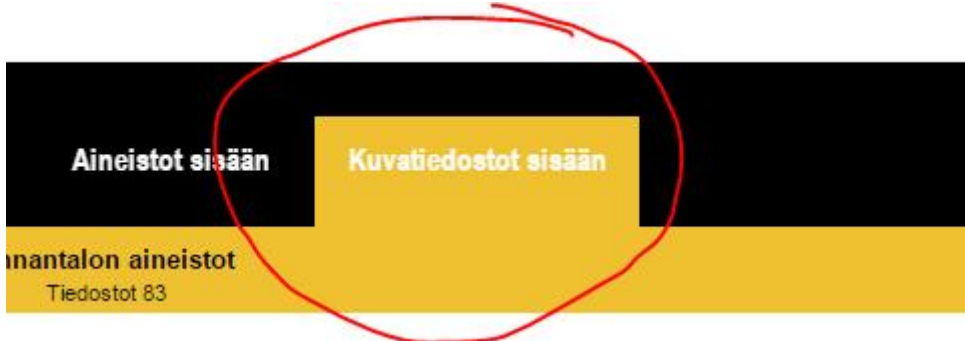 Aineistot sisään
Kuvatiedostot sisään
nantalon aineistot
Tiedostot 83